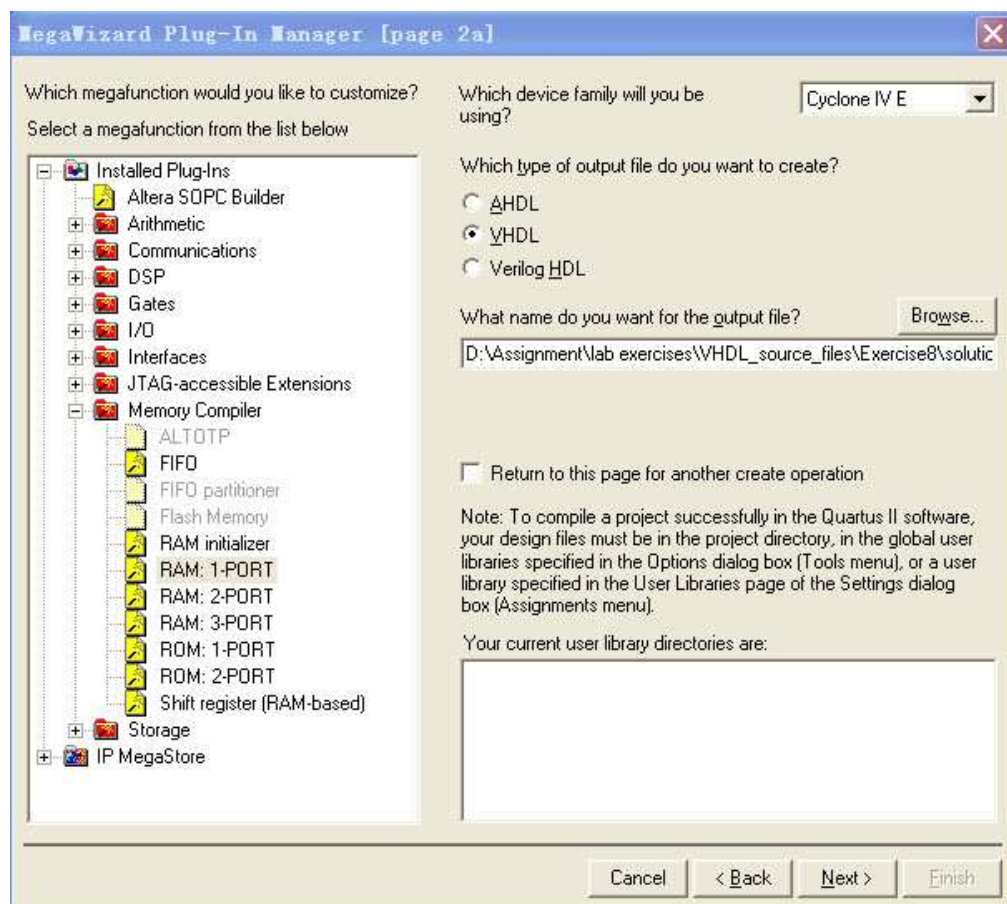 MegaWizard Plug-In Manager [page 2a]
Which megafunction would you like to customize?
Select a megafunction from the list below
Installed Plug-Ins
Altera SOPC Builder
Arithmetic
Communications
DSP
Gates
I/O
Interfaces
JTAG-accessible Extensions
Memory Compiler
ALTOTP
FIFO
FIFO partitioner
Flash Memory
RAM initializer
RAM: 1-PORT
RAM: 2-PORT
RAM: 3-PORT
ROM: 1-PORT
ROM: 2-PORT
Shift register (RAM-based)
Storage
IP MegaStore
Which device family will you be
using?
Cyclone IV E
Which type of output file do you want to create?
AHDL
VHDL
Verilog HDL
What name do you want for the output file?
Browse...
D:\Assignment\lab exercises\VHDL_source_files\Exercise8\solutic
Return to this page for another create operation
Note: To compile a project successfully in the Quartus II software,
your design files must be in the project directory, in the global user
libraries specified in the Options dialog box (Tools menu), or a user
library specified in the User Libraries page of the Settings dialog
box (Assignments menu).
Your current user library directories are:
Cancel
< Back
Next >
Finish